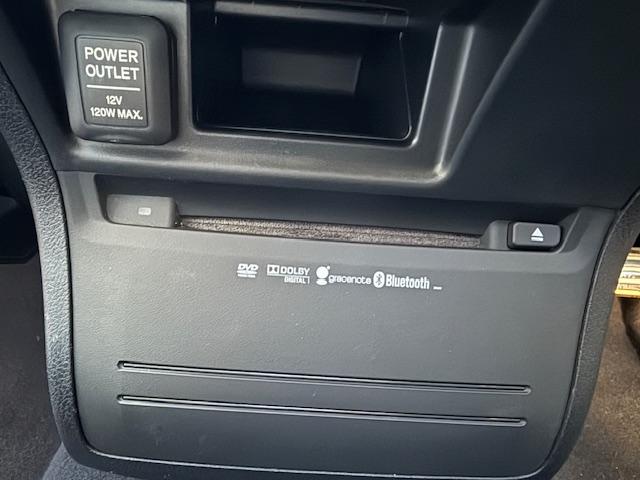 POWER
OUTLET
12V
120W MAX.
DVD
DOLBY
DIGITAL
gracenote
Bluetooth